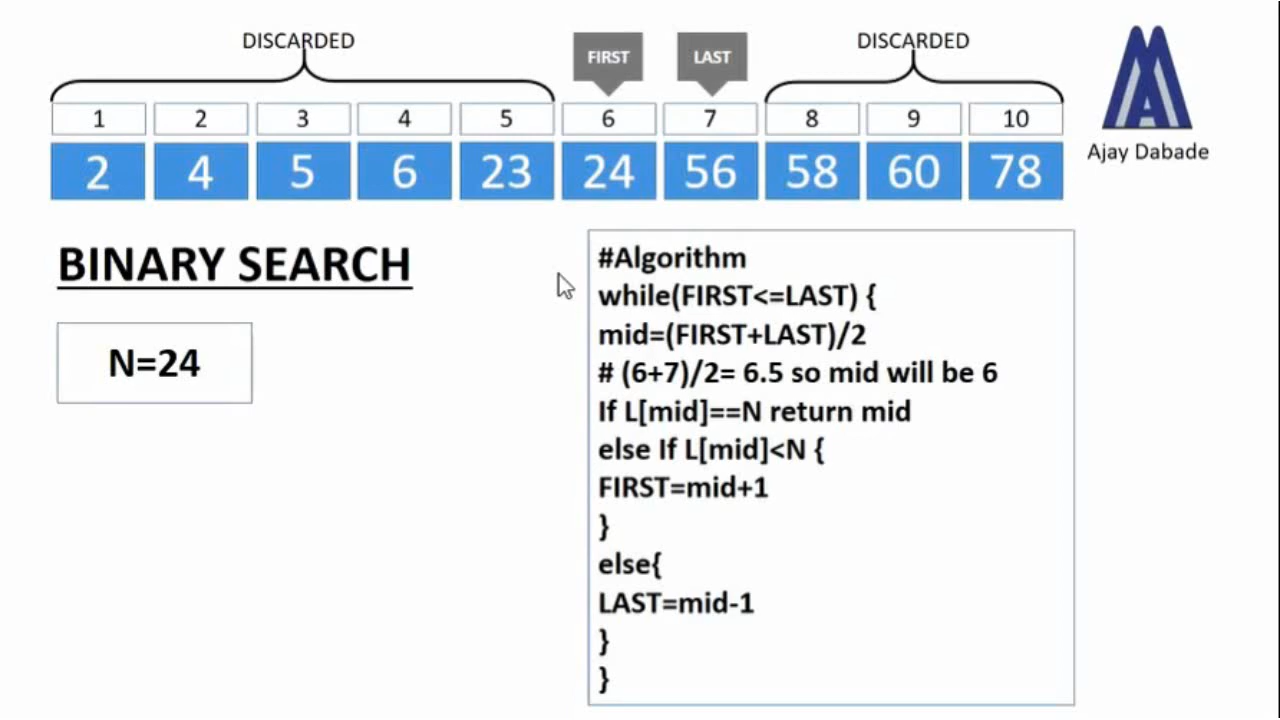 DISCARDED FIRST LAST DISCARDED
1 2 3 4 5 6 7 8 9 10
2 4 5 6 23 24 56 58 60 78
Ajay Dabade
BINARY SEARCH
N=24
#Algorithm
while(FIRST<=LAST) {
mid=(FIRST+LAST)/2
# (6+7)/2= 6.5 so mid will be 6
If L[mid]==N return mid
else If L[mid]<N {
FIRST=mid+1
}
else{
LAST=mid-1
}
}